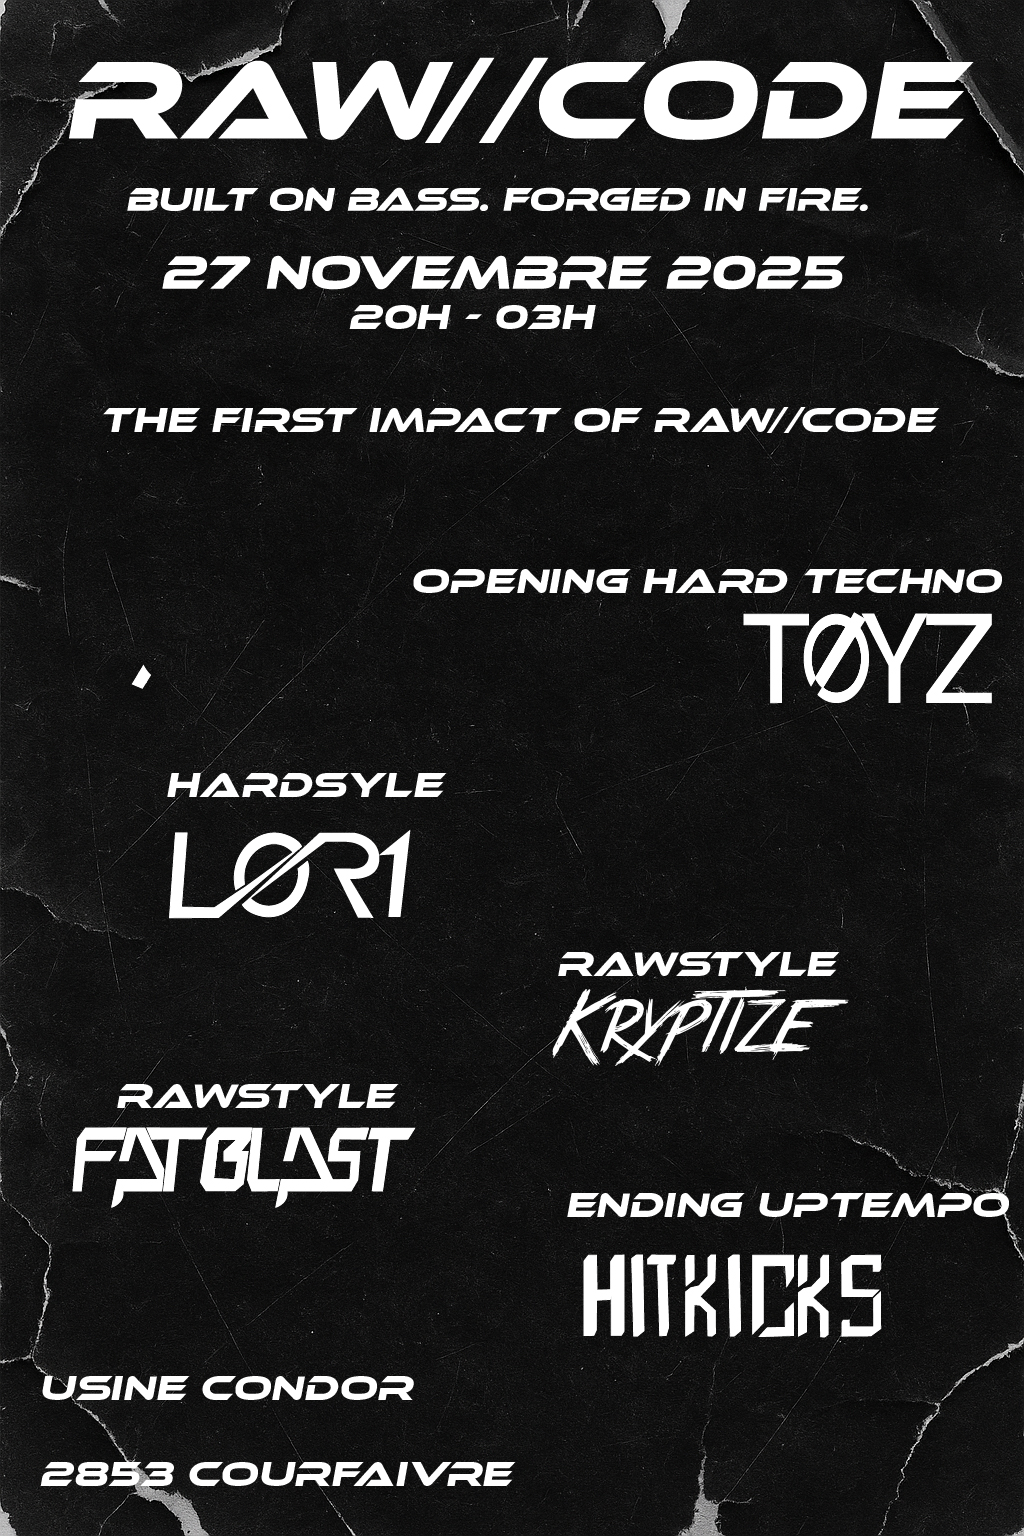 RAW//CODE
BUILT ON BASS. FORGED IN FIRE.
27 NOVEMBRE 2025
20H - 03H
THE FIRST IMPACT OF RAW//CODE
OPENING HARD TECHNO
TØYZ
HARDSYLE
LØR1
RAWSTYLE
KRYPTIZE
RAWSTYLE
FATBLAST
ENDING UPTEMPO
HITKICKS
USINE CONDOR
2853 COURFAIVRE